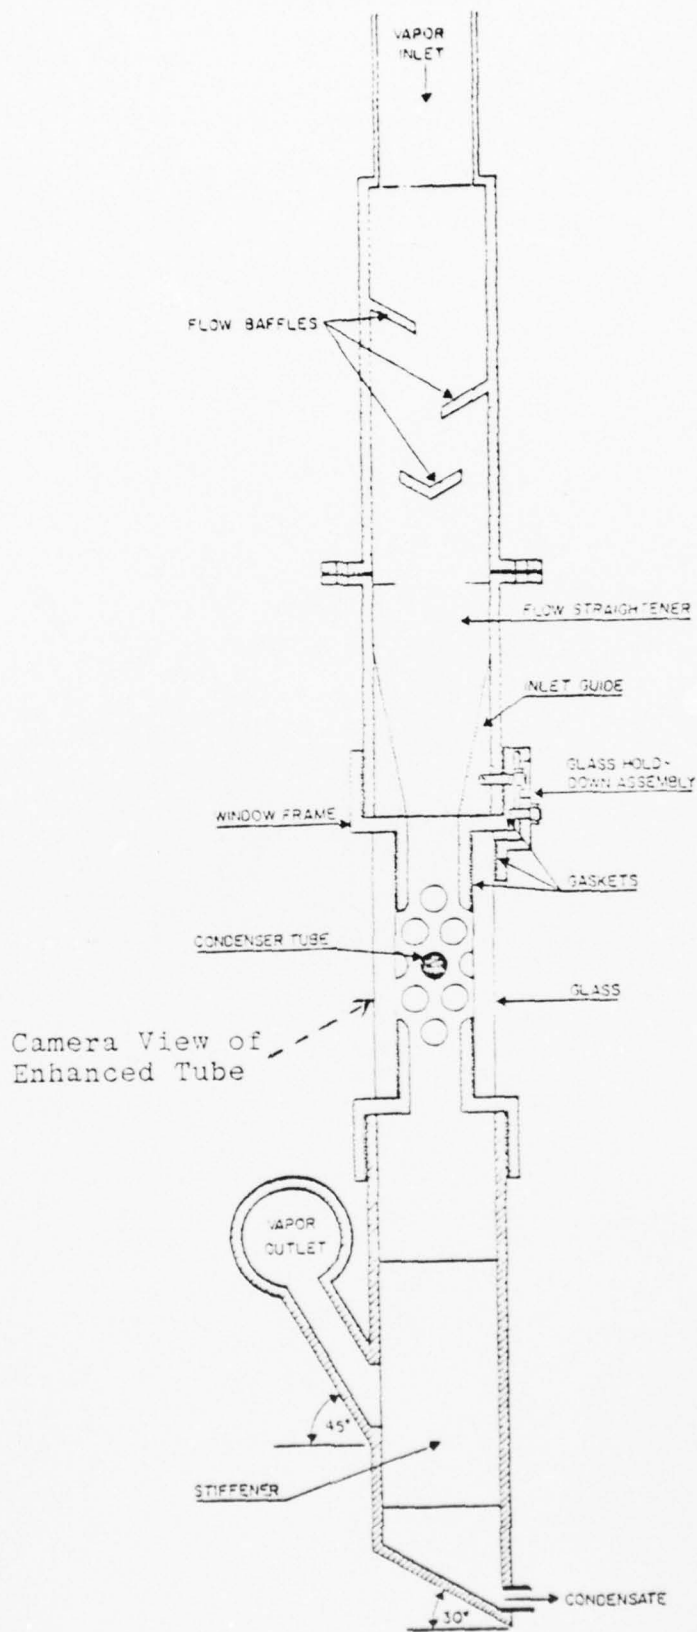 VAPOR
INLET
FLOW BAFFLES
FLOW STRAIGHTENER
INLET GUIDE
GLASS HOLD-
DOWN ASSEMBLY
WINDOW FRAME
GASKETS
CONDENSER TUBE
GLASS
Camera View of
Enhanced Tube
VAPOR
OUTLET
45°
STIFFENER
CONDENSATE
30°